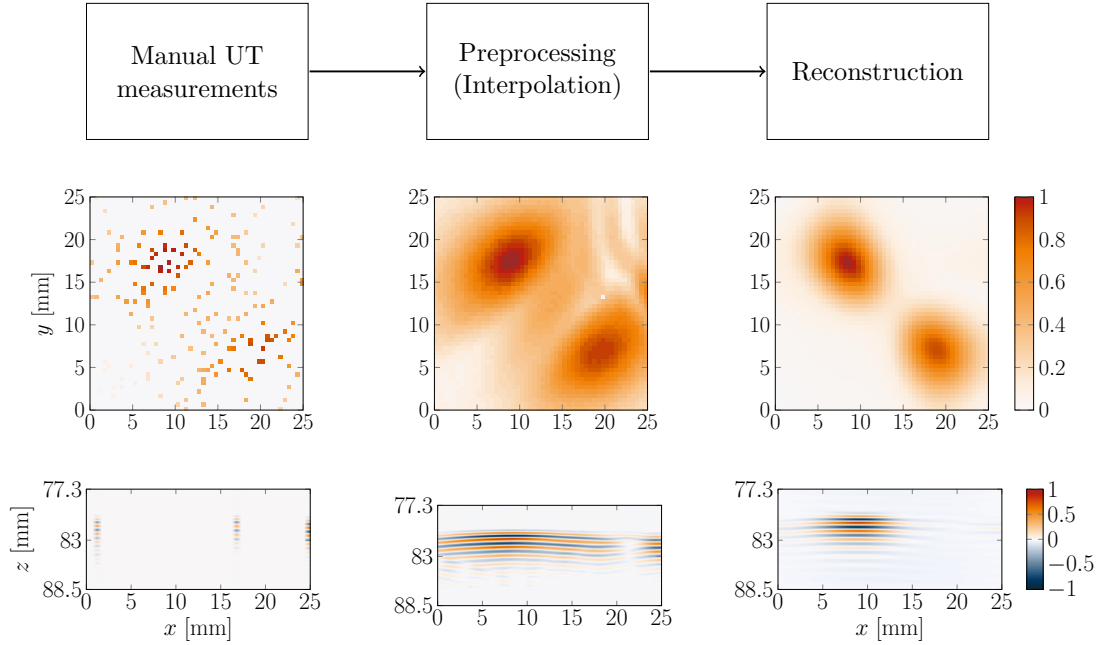 Manual UT
measurements
Preprocessing
(Interpolation)
Reconstruction
25
20
15
10
5
0
y [mm]
0 5 10 15 20 25
25
20
15
10
5
0
0 5 10 15 20 25
25
20
15
10
5
0
0 5 10 15 20 25
1
0.8
0.6
0.4
0.2
0
77.3
83
88.5
z [mm]
0 5 10 15 20 25
x [mm]
77.3
83
88.5
0 5 10 15 20 25
77.3
83
88.5
0 5 10 15 20 25
x [mm]
1
0.5
0
−0.5
−1